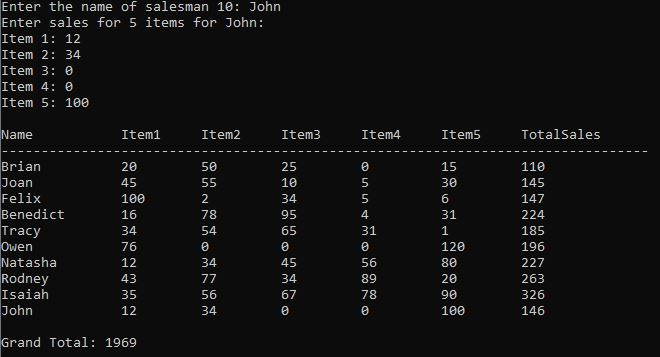 Enter the name of salesman 10: John
Enter sales for 5 items for John:
Item 1: 12
Item 2: 34
Item 3: 0
Item 4: 0
Item 5: 100
Name Item1 Item2 Item3 Item4 Item5 TotalSales
---------------------------------------------------------------------------------
Brian 20 50 25 0 15 110
Joan 45 55 10 5 30 145
Felix 100 2 34 5 6 147
Benedict 16 78 95 4 31 224
Tracy 34 54 65 31 1 185
Owen 76 0 0 0 120 196
Natasha 12 34 45 56 80 227
Rodney 43 77 34 89 20 263
Isaiah 35 56 67 78 90 326
John 12 34 0 0 100 146
Grand Total: 1969